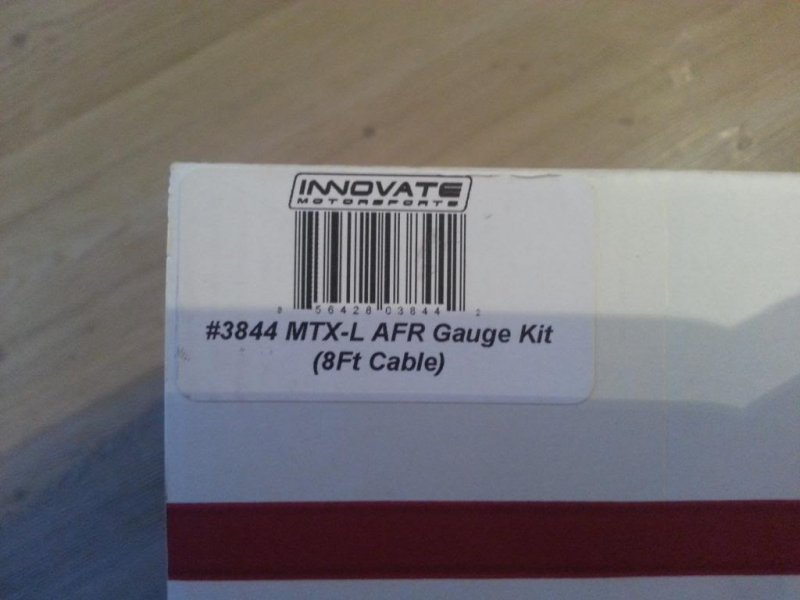 INNOVATE
MOTORSPORTS
8 56428 03844 2
#3844 MTX-L AFR Gauge Kit
(8Ft Cable)